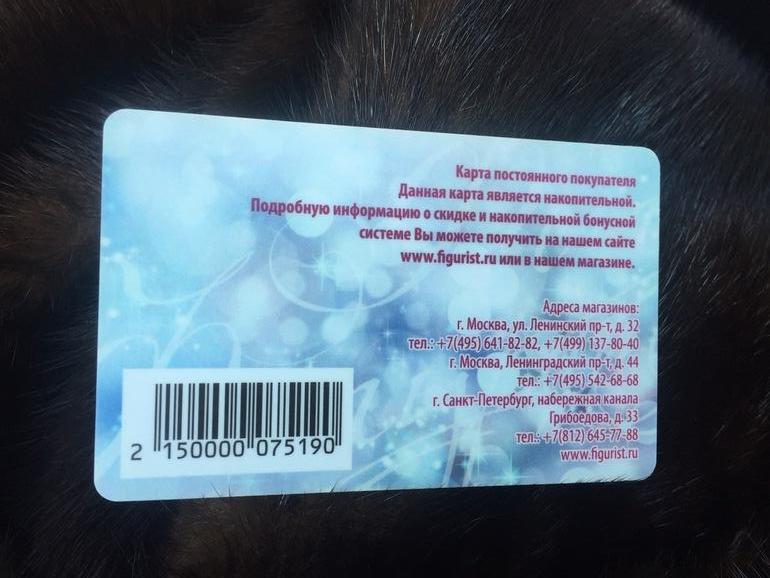 Карта постоянного покупателя
Данная карта является накопительной.
Подробную информацию о скидке и накопительной бонусной
системе Вы можете получить на нашем сайте
www.figurist.ru или в нашем магазине.
Адреса магазинов:
г. Москва, ул. Ленинский пр-т, д. 32
тел.: +7(495) 641-82-82, +7(499) 137-80-40
г. Москва, Ленинградский пр-т, д. 44
тел.: +7(495) 542-68-68
г. Санкт-Петербург, набережная канала
Грибоедова, д. 33
тел.: +7(812) 645-77-88
www.figurist.ru
2 150000 075190